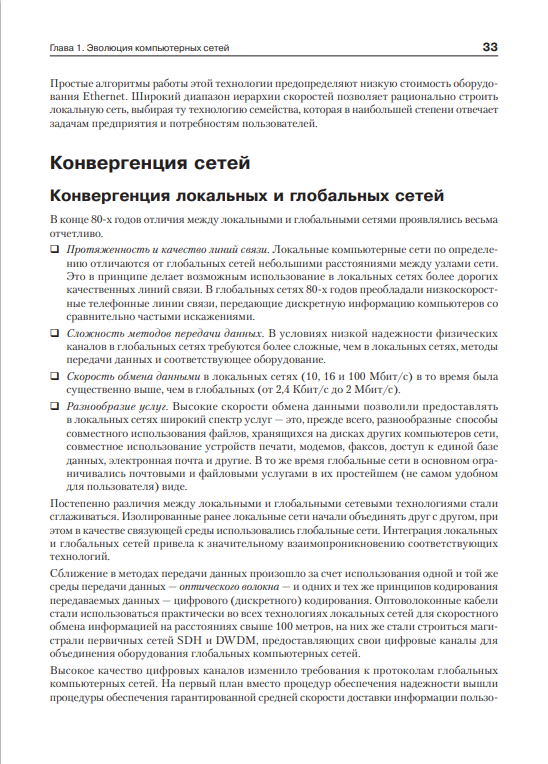 Глава 1. Эволюция компьютерных сетей 33
Простые алгоритмы работы этой технологии предопределяют низкую стоимость оборудо-
вания Ethernet. Широкий диапазон иерархии скоростей позволяет рационально строить
локальную сеть, выбирая ту технологию семейства, которая в наибольшей степени отвечает
задачам предприятия и потребностям пользователей.
Конвергенция сетей
Конвергенция локальных и глобальных сетей
В конце 80-х годов отличия между локальными и глобальными сетями проявлялись весьма
отчетливо.
❑ Протяженность и качество линий связи. Локальные компьютерные сети по определе-
нию отличаются от глобальных сетей небольшими расстояниями между узлами сети.
Это в принципе делает возможным использование в локальных сетях более дорогих
качественных линий связи. В глобальных сетях 80-х годов преобладали низкоскорост-
ные телефонные линии связи, передающие дискретную информацию компьютеров со
сравнительно частыми искажениями.
❑ Сложность методов передачи данных. В условиях низкой надежности физических
каналов в глобальных сетях требуются более сложные, чем в локальных сетях, методы
передачи данных и соответствующее оборудование.
❑ Скорость обмена данными в локальных сетях (10, 16 и 100 Мбит/с) в то время была
существенно выше, чем в глобальных (от 2,4 Кбит/с до 2 Мбит/с).
❑ Разнообразие услуг. Высокие скорости обмена данными позволили предоставлять
в локальных сетях широкий спектр услуг — это, прежде всего, разнообразные способы
совместного использования файлов, хранящихся на дисках других компьютеров сети,
совместное использование устройств печати, модемов, факсов, доступ к единой базе
данных, электронная почта и другие. В то же время глобальные сети в основном огра-
ничивались почтовыми и файловыми услугами в их простейшем (не самом удобном
для пользователя) виде.
Постепенно различия между локальными и глобальными сетевыми технологиями стали
сглаживаться. Изолированные ранее локальные сети начали объединять друг с другом, при
этом в качестве связующей среды использовались глобальные сети. Интеграция локальных
и глобальных сетей привела к значительному взаимопроникновению соответствующих
технологий.
Сближение в методах передачи данных произошло за счет использования одной и той же
среды передачи данных — оптического волокна — и одних и тех же принципов кодирования
передаваемых данных — цифрового (дискретного) кодирования. Оптоволоконные кабели
стали использоваться практически во всех технологиях локальных сетей для скоростного
обмена информацией на расстояниях свыше 100 метров, на них же стали строиться маги-
страли первичных сетей SDH и DWDM, предоставляющих свои цифровые каналы для
объединения оборудования глобальных компьютерных сетей.
Высокое качество цифровых каналов изменило требования к протоколам глобальных
компьютерных сетей. На первый план вместо процедур обеспечения надежности вышли
процедуры обеспечения гарантированной средней скорости доставки информации пользо-